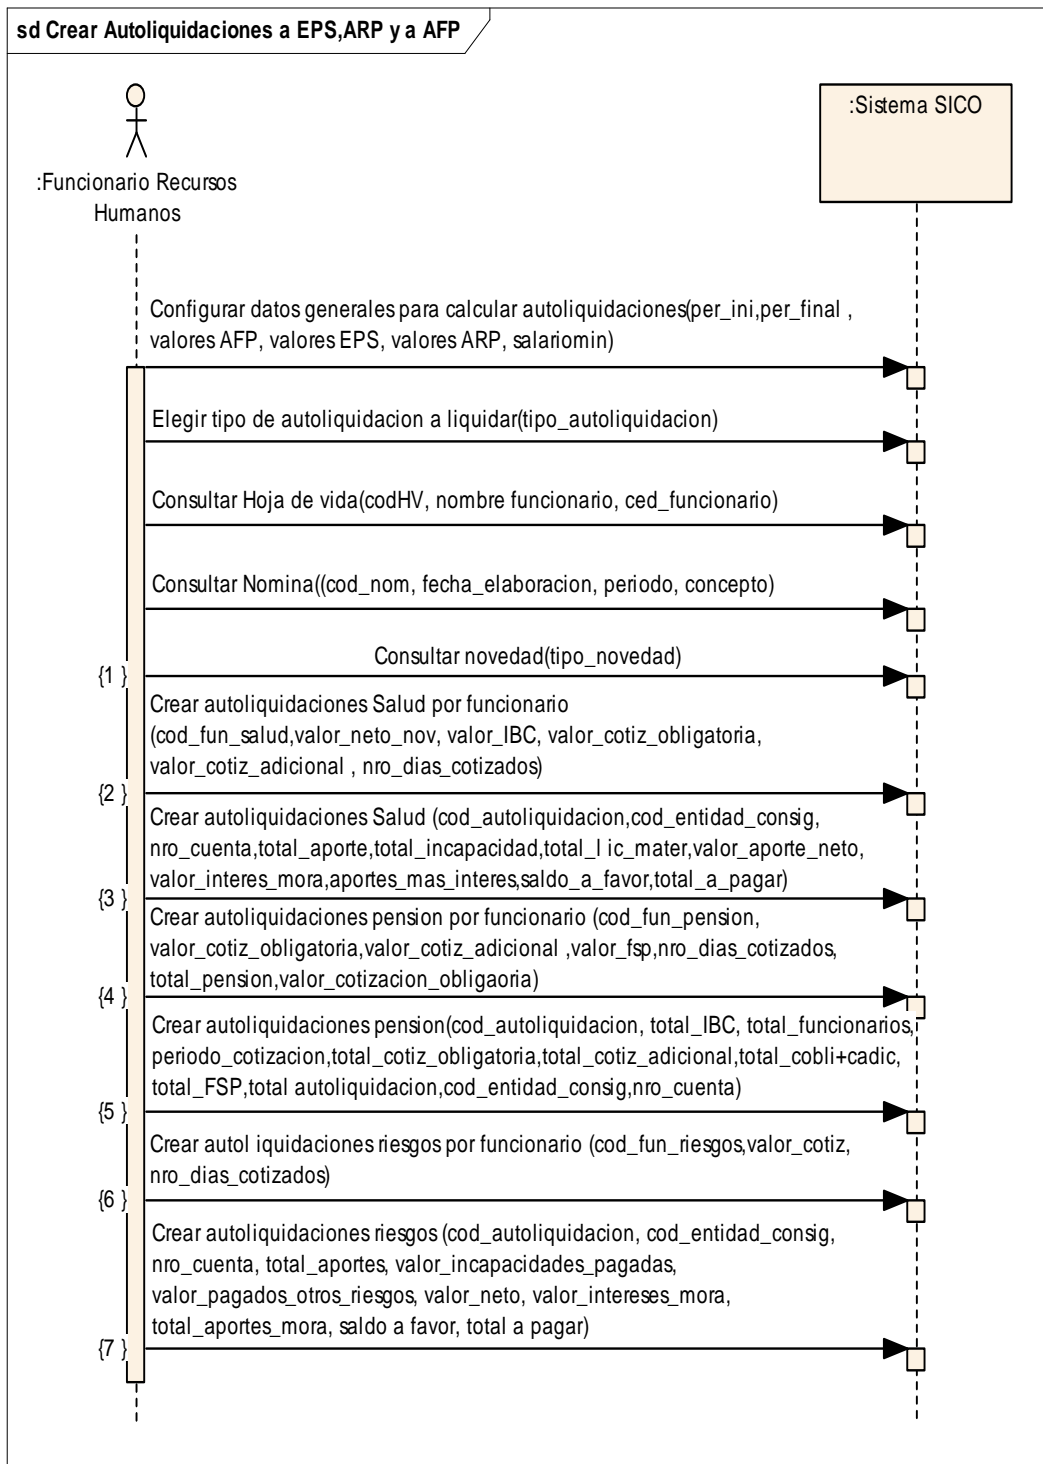 sd Crear Autoliquidaciones a EPS,ARP y a AFP
:Sistema SICO
:Funcionario Recursos
Humanos
Configurar datos generales para calcular autoliquidaciones(per_ini,per_final ,
valores AFP, valores EPS, valores ARP, salariomin)
Elegir tipo de autoliquidacion a liquidar(tipo_autoliquidacion)
Consultar Hoja de vida(codHV, nombre funcionario, ced_funcionario)
Consultar Nomina((cod_nom, fecha_elaboracion, periodo, concepto)
Consultar novedad(tipo_novedad)
{1 }
Crear autoliquidaciones Salud por funcionario
(cod_fun_salud,valor_neto_nov, valor_IBC, valor_cotiz_obligatoria,
valor_cotiz_adicional , nro_dias_cotizados)
{2 }
Crear autoliquidaciones Salud (cod_autoliquidacion,cod_entidad_consig,
nro_cuenta,total_aporte,total_incapacidad,total_l ic_mater,valor_aporte_neto,
valor_interes_mora,aportes_mas_interes,saldo_a_favor,total_a_pagar)
{3 }
Crear autoliquidaciones pension por funcionario (cod_fun_pension,
valor_cotiz_obligatoria,valor_cotiz_adicional ,valor_fsp,nro_dias_cotizados,
total_pension,valor_cotizacion_obligaoria)
{4 }
Crear autoliquidaciones pension(cod_autoliquidacion, total_IBC, total_funcionarios,
periodo_cotizacion,total_cotiz_obligatoria,total_cotiz_adicional,total_cobli+cadic,
total_FSP,total autoliquidacion,cod_entidad_consig,nro_cuenta)
{5 }
Crear autol iquidaciones riesgos por funcionario (cod_fun_riesgos,valor_cotiz,
nro_dias_cotizados)
{6 }
Crear autoliquidaciones riesgos (cod_autoliquidacion, cod_entidad_consig,
nro_cuenta, total_aportes, valor_incapacidades_pagadas,
valor_pagados_otros_riesgos, valor_neto, valor_intereses_mora,
total_aportes_mora, saldo a favor, total a pagar)
{7 }